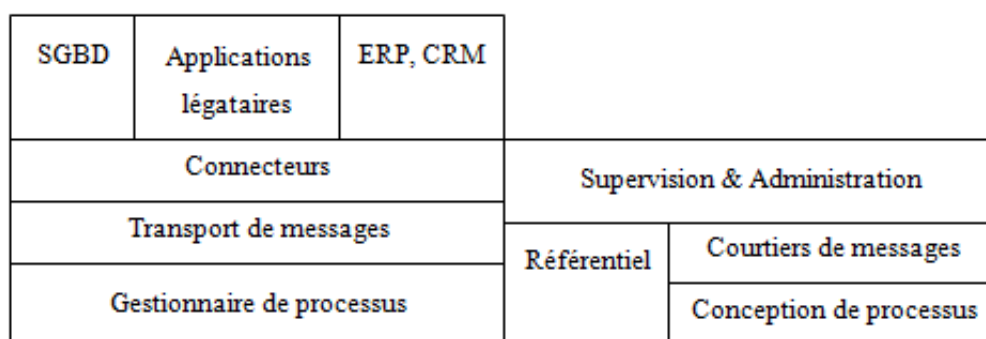 SGBD
Applications
légataires
ERP, CRM
Connecteurs
Supervision & Administration
Transport de messages
Référentiel
Courtiers de messages
Gestionnaire de processus
Conception de processus